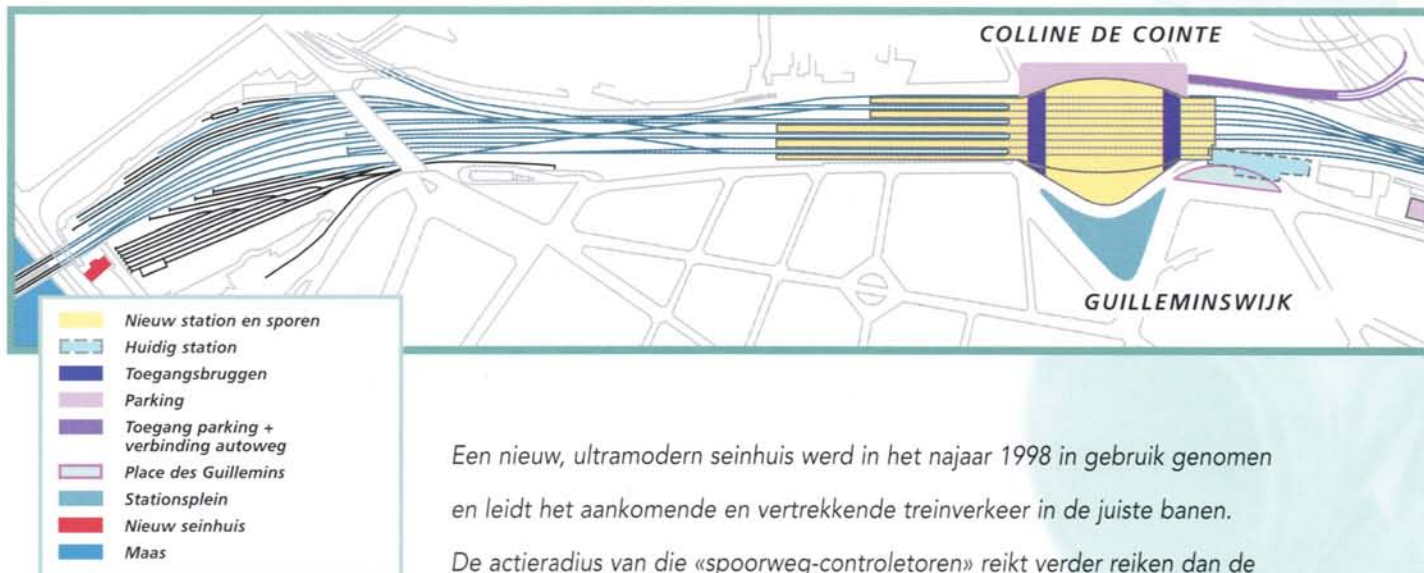 COLLINE DE COINTE
GUILLEMINSWIJK
Nieuw station en sporen
Huidig station
Toegangsbruggen
Parking
Toegang parking +
verbinding autoweg
Place des Guillemins
Stationsplein
Nieuw seinhuis
Maas
Een nieuw, ultramodern seinhuis werd in het najaar 1998 in gebruik genomen
en leidt het aankomende en vertrekkende treinverkeer in de juiste banen.
De actieradius van die «spoorweg-controletoren» reikt verder reiken dan de